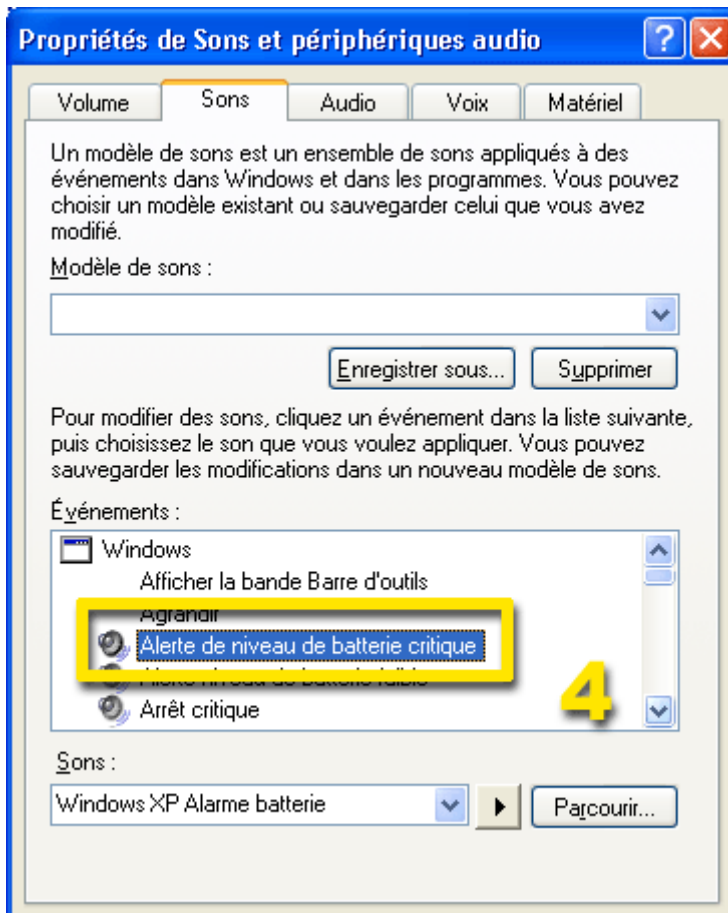 Propriétés de Sons et périphériques audio
Volume Sons Audio Voix Matériel
Un modèle de sons est un ensemble de sons appliqués à des
événements dans Windows et dans les programmes. Vous pouvez
choisir un modèle existant ou sauvegarder celui que vous avez
modifié.
Modèle de sons :
Enregistrer sous... Supprimer
Pour modifier des sons, cliquez un événement dans la liste suivante,
puis choisissez le son que vous voulez appliquer. Vous pouvez
sauvegarder les modifications dans un nouveau modèle de sons.
Événements :
Windows
Afficher la bande Barre d'outils
Agrandir
Alerte de niveau de batterie critique
Alerte niveau de batterie faible
Arrêt critique
4
Sons :
Windows XP Alarme batterie Parcourir...